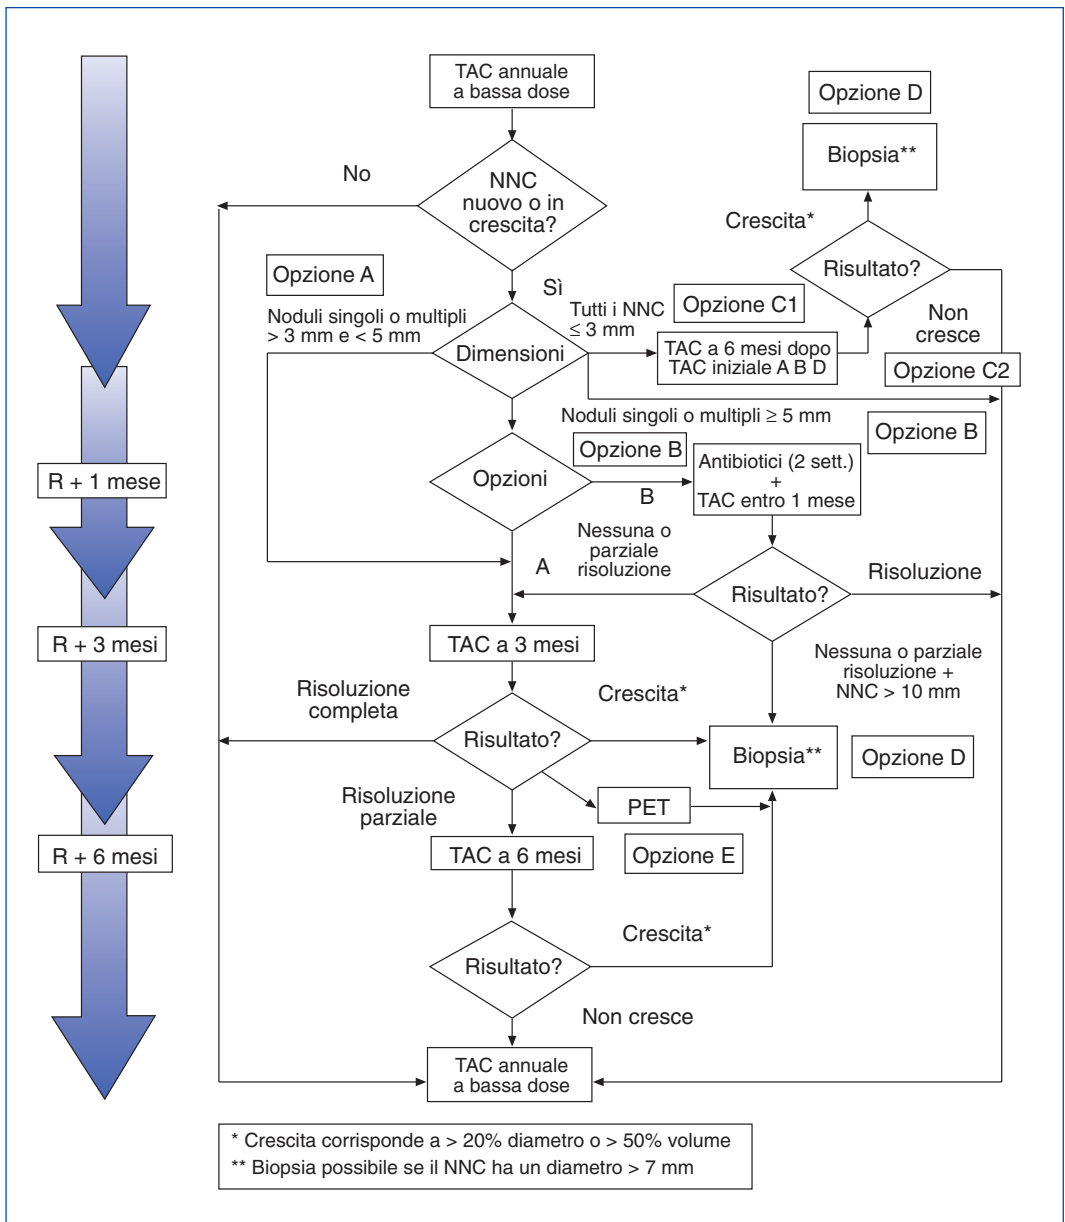 TAC annuale
a bassa dose
Opzione D
Biopsia**
No
NNC
nuovo o in
crescita?
Crescita*
Risultato?
Opzione A
Sì
Noduli singoli o multipli
> 3 mm e < 5 mm
Dimensioni
Tutti i NNC
≤ 3 mm
Opzione C1
TAC a 6 mesi dopo
TAC iniziale A B D
Non
cresce
Opzione C2
Noduli singoli o multipli ≥ 5 mm
Opzione B
Opzione B
R + 1 mese
Opzioni
B
Antibiotici (2 sett.)
+
TAC entro 1 mese
Nessuna o
parziale
risoluzione
A
Risultato?
Risoluzione
R + 3 mesi
TAC a 3 mesi
Nessuna o parziale
risoluzione +
NNC > 10 mm
Risoluzione
completa
Crescita*
Risultato?
Biopsia**
Opzione D
Risoluzione
parziale
PET
R + 6 mesi
TAC a 6 mesi
Opzione E
Crescita*
Risultato?
Non cresce
TAC annuale
a bassa dose
* Crescita corrisponde a > 20% diametro o > 50% volume
** Biopsia possibile se il NNC ha un diametro > 7 mm